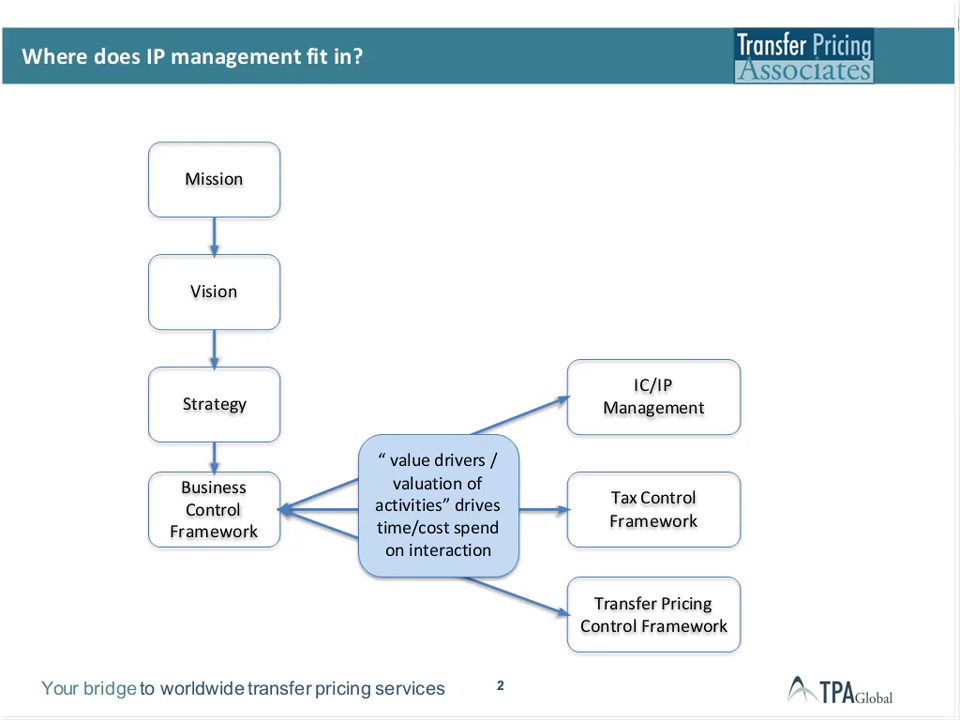 Where does IP management fit in?
Transfer Pricing
Associates
Mission
Vision
Strategy
Business
Control
Framework
“ value drivers /
valuation of
activities” drives
time/cost spend
on interaction
IC/IP
Management
Tax Control
Framework
Transfer Pricing
Control Framework
Your bridge to worldwide transfer pricing services
2
TPA Global